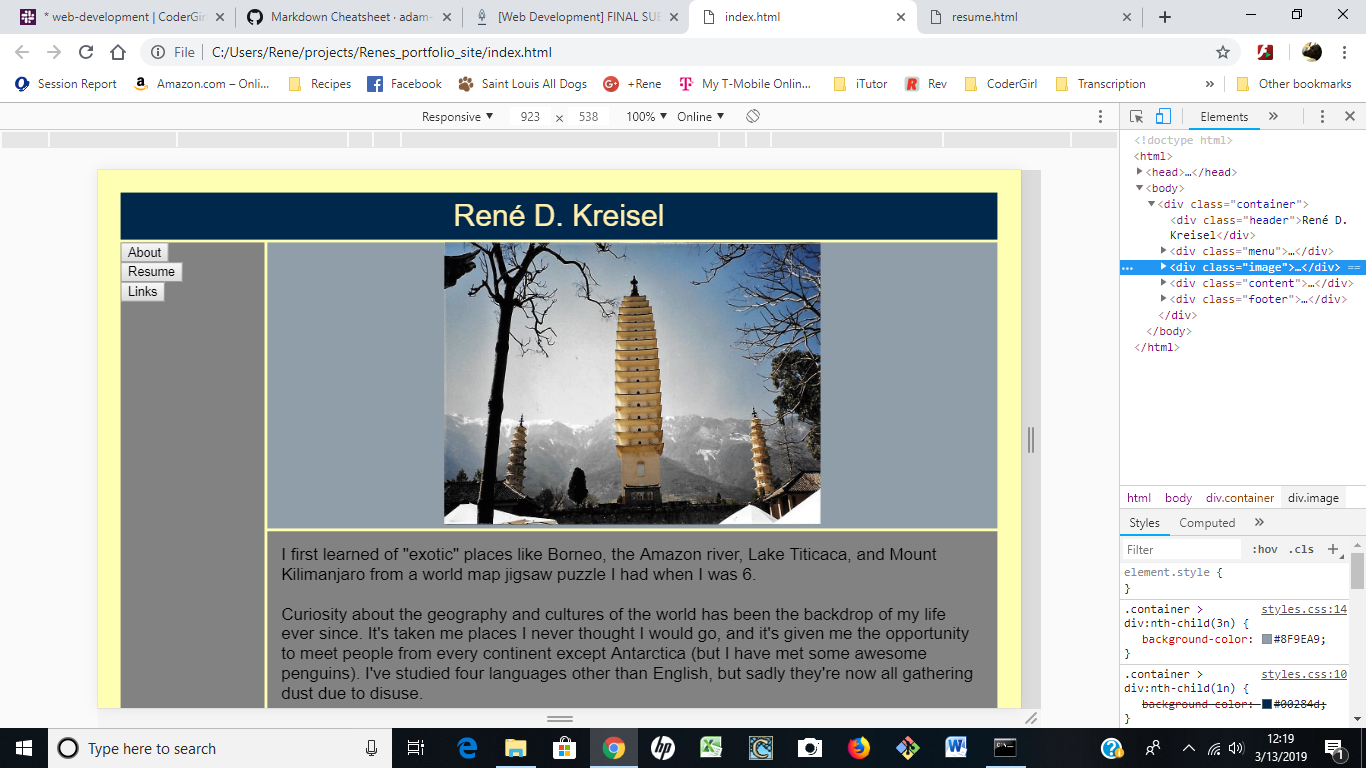 * web-development | CoderGir
Markdown Cheatsheet · adam-
[Web Development] FINAL SUB
index.html
resume.html
File
C:/Users/Rene/projects/Renes_portfolio_site/index.html
Session Report
Amazon.com – Onli...
Recipes
Facebook
Saint Louis All Dogs
+Rene
My T-Mobile Onlin...
iTutor
Rev
CoderGirl
Transcription
»
Other bookmarks
Responsive ▼ 923 x 538 100% ▼ Online ▼
Elements »
<!doctype html>
<html>
<head>…</head>
<body>
<div class="container">
<div class="header">René D.
Kreisel</div>
<div class="menu">…</div>
<div class="image">…</div> ==
<div class="content">…</div>
<div class="footer">…</div>
</div>
</body>
</html>
René D. Kreisel
About
Resume
Links
I first learned of "exotic" places like Borneo, the Amazon river, Lake Titicaca, and Mount
Kilimanjaro from a world map jigsaw puzzle I had when I was 6.
Curiosity about the geography and cultures of the world has been the backdrop of my life
ever since. It's taken me places I never thought I would go, and it's given me the opportunity
to meet people from every continent except Antarctica (but I have met some awesome
penguins). I've studied four languages other than English, but sadly they're now all gathering
dust due to disuse.
html body div.container div.image
Styles Computed »
Filter :hov .cls +
element.style {
}
.container > styles.css:14
div:nth-child(3n) {
background-color: #8F9EA9;
}
.container > styles.css:10
div:nth-child(1n) {
background-color: #00284d;
}
Type here to search
12:19
3/13/2019
1